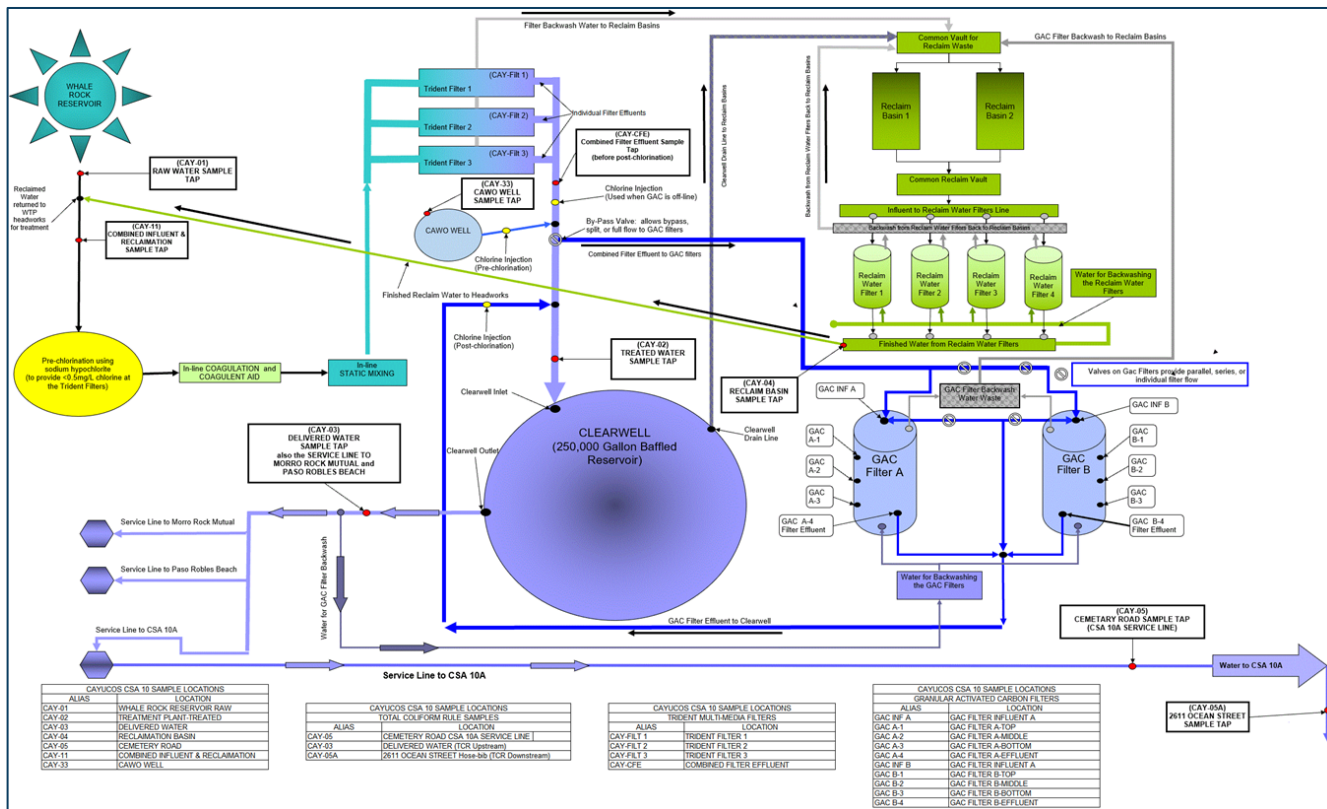 Filter Backwash Water to Reclaim Basins
GAC Filter Backwash to Reclaim Basins
Common Vault for
Reclaim Waste
WHALE
ROCK
RESERVOIR
(CAY-Filt 1)
Trident Filter 1
(CAY-Filt 2)
Trident Filter 2
(CAY-Filt 3)
Trident Filter 3
Individual Filter Effluents
(CAY-CFE)
Combined Filter Effluent Sample
Tap
(before post-chlorination)
Clearwell Drain Line to Reclaim Basins
Backwash from Reclaim Water Filters Back to Reclaim Basins
Reclaim
Basin 1
Reclaim
Basin 2
Common Reclaim Vault
Influent to Reclaim Water Filters Line
Backwash from Reclaim Water Filters Back to Reclaim Basins
(CAY-01)
RAW WATER SAMPLE
TAP
Reclaimed
Water
returned to
WTP
headworks
for treatment
(CAY-11)
COMBINED INFLUENT &
RECLAIMATION
SAMPLE TAP
(CAY-33)
CAWO WELL
SAMPLE TAP
CAWO WELL
Chlorine Injection
(Used when GAC is off-line)
By-Pass Valve: allows bypass,
split, or full flow to GAC filters
Combined Filter Effluent to GAC filters
Chlorine Injection
(Pre-chlorination)
Finished Reclaim Water to Headworks
Chlorine Injection
(Post-chlorination)
Reclaim
Water
Filter 1
Reclaim
Water
Filter 2
Reclaim
Water
Filter 3
Reclaim
Water
Filter 4
Water for Backwashing
the Reclaim Water
Filters
Finished Water from Reclaim Water Filters
(CAY-02)
TREATED WATER
SAMPLE TAP
(CAY-04)
RECLAIM BASIN
SAMPLE TAP
Valves on Gac Filters provide parallel, series, or
individual filter flow
Pre-chlorination using
sodium hypochlorite
(to provide <0.5mg/L chlorine at
the Trident Filters)
In-line COAGULATION and
COAGULENT AID
In-line
STATIC MIXING
Clearwell Inlet
CLEARWELL
(250,000 Gallon Baffled
Reservoir)
Clearwell
Drain Line
Clearwell Outlet
(CAY-03)
DELIVERED WATER
SAMPLE TAP
also the SERVICE LINE TO
MORRO ROCK MUTUAL and
PASO ROBLES BEACH
GAC INF A
GAC Filter Backwash
Water Waste
GAC INF B
GAC
A-1
GAC
A-2
GAC
A-3
GAC
Filter A
GAC A-4
Filter Effluent
GAC
Filter B
GAC
B-1
GAC
B-2
GAC
B-3
GAC B-4
Filter Effluent
Water for Backwashing
the GAC Filters
Service Line to Morro Rock Mutual
Service Line to Paso Robles Beach
Service Line to CSA 10A
Water for GAC Filter Backwash
GAC Filter Effluent to Clearwell
(CAY-05)
CEMETARY ROAD SAMPLE TAP
(CSA 10A SERVICE LINE)
Service Line to CSA 10A
Water to CSA 10A
(CAY-05A)
2611 OCEAN STREET
SAMPLE TAP
CAYUCOS CSA 10 SAMPLE LOCATIONS
ALIAS LOCATION
CAY-01 WHALE ROCK RESERVOIR RAW
CAY-02 TREATMENT PLANT-TREATED
CAY-03 DELIVERED WATER
CAY-04 RECLAMATION BASIN
CAY-05 CEMETERY ROAD
CAY-11 COMBINED INFLUENT & RECLAMATION
CAY-33 CAWO WELL
CAYUCOS CSA 10 SAMPLE LOCATIONS
TOTAL COLIFORM RULE SAMPLES
ALIAS LOCATION
CAY-05 CEMETERY ROAD CSA 10A SERVICE LINE
CAY-03 DELIVERED WATER (TCR Upstream)
CAY-05A 2611 OCEAN STREET Hose-bib (TCR Downstream)
CAYUCOS CSA 10 SAMPLE LOCATIONS
TRIDENT MULTI-MEDIA FILTERS
ALIAS LOCATION
CAY-FILT 1 TRIDENT FILTER 1
CAY-FILT 2 TRIDENT FILTER 2
CAY-FILT 3 TRIDENT FILTER 3
CAY-CFE COMBINED FILTER EFFLUENT
CAYUCOS CSA 10 SAMPLE LOCATIONS
GRANULAR ACTIVATED CARBON FILTERS
ALIAS LOCATION
GAC INF A GAC FILTER INFLUENT A
GAC A-1 GAC FILTER A-TOP
GAC A-2 GAC FILTER A-MIDDLE
GAC A-3 GAC FILTER A-BOTTOM
GAC A-4 GAC FILTER A-EFFLUENT
GAC INF B GAC FILTER INFLUENT A
GAC B-1 GAC FILTER B-TOP
GAC B-2 GAC FILTER B-MIDDLE
GAC B-3 GAC FILTER B-BOTTOM
GAC B-4 GAC FILTER B-EFFLUENT